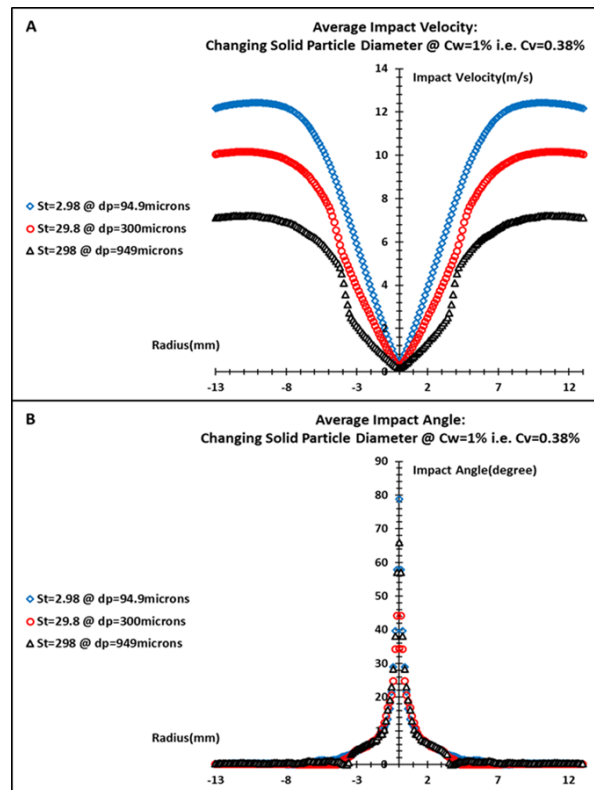 A
Average Impact Velocity:
Changing Solid Particle Diameter @ Cw=1% i.e. Cv=0.38%
14
Impact Velocity(m/s)
12
10
8
St=2.98 @ dp=94.9microns
St=29.8 @ dp=300microns
6
St=298 @ dp=949microns
4
2
Radius(mm)
0
-13 -8 -3 2 7 12
B
Average Impact Angle:
Changing Solid Particle Diameter @ Cw=1% i.e. Cv=0.38%
90
Impact Angle(degree)
80
70
60
50
St=2.98 @ dp=94.9microns
40
St=29.8 @ dp=300microns
St=298 @ dp=949microns
30
20
10
Radius(mm)
0
-13 -8 -3 2 7 12